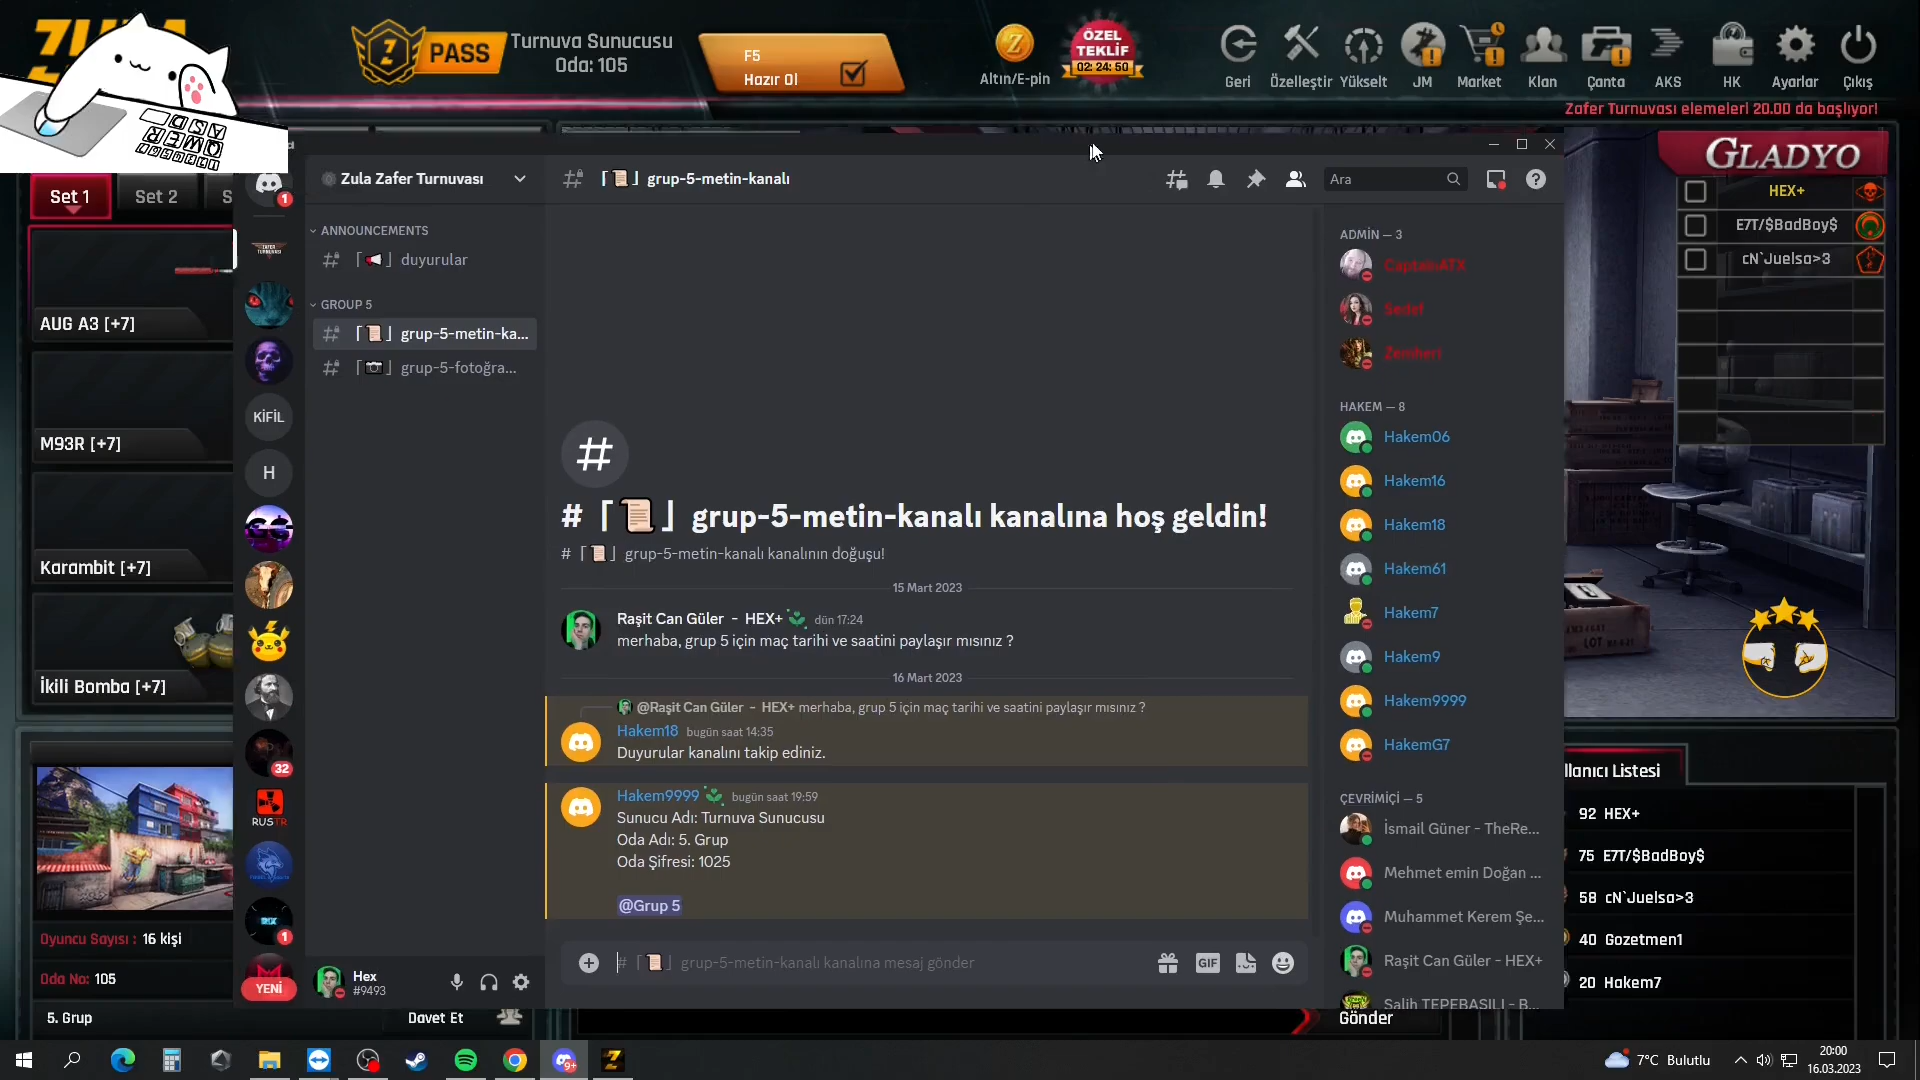 PASS
Turnuva Sunucusu
Oda: 105
F5
Hazır Ol
Altın/E-pin
ÖZEL
TEKLİF
02: 24: 50
Geri
Özelleştir
Yükselt
JM
Market
Klan
Çanta
AKS
HK
Ayarlar
Çıkış
Zafer Turnuvası elemeleri 20.00 da başlıyor!
Set 1
Set 2
S
AUG A3 [+7]
M93R [+7]
Karambit [+7]
İkili Bomba [+7]
Oyuncu Sayısı : 16 kişi
Oda No: 105
5. Grup
Davet Et
1
KİFİL
H
32
RUSTR
1
YENİ
Zula Zafer Turnuvası
ANNOUNCEMENTS
duyurular
GROUP 5
grup-5-metin-ka...
grup-5-fotoğra...
Hex
#9493
grup-5-metin-kanalı
Ara
# ⌈📜⌋ grup-5-metin-kanalı kanalına hoş geldin!
# ⌈📜⌋ grup-5-metin-kanalı kanalının doğuşu!
15 Mart 2023
Raşit Can Güler - HEX+ dün 17:24
merhaba, grup 5 için maç tarihi ve saatini paylaşır mısınız ?
16 Mart 2023
@Raşit Can Güler - HEX+ merhaba, grup 5 için maç tarihi ve saatini paylaşır mısınız ?
Hakem18 bugün saat 14:35
Duyurular kanalını takip ediniz.
Hakem9999 bugün saat 19:59
Sunucu Adı: Turnuva Sunucusu
Oda Adı: 5. Grup
Oda Şifresi: 1025
@Grup 5
# ⌈📜⌋ grup-5-metin-kanalı kanalına mesaj gönder
GIF
ADMİN — 3
CaptainATX
Sedef
Zemheri
HAKEM — 8
Hakem06
Hakem16
Hakem18
Hakem61
Hakem7
Hakem9
Hakem9999
HakemG7
ÇEVRİMİÇİ — 5
İsmail Güner - TheRe...
Mehmet emin Doğan ...
Muhammet Kerem Şe...
Raşit Can Güler - HEX+
Salih TEPEBAŞILI - B...
GLADYO
HEX+
E7T/$BadBoy$
cN`Juelsa>3
llanıcı Listesi
92 HEX+
75 E7T/$BadBoy$
58 cN`Juelsa>3
40 Gozetmen1
20 Hakem7
Gönder
9+
7°C Bulutlu
20:00
16.03.2023